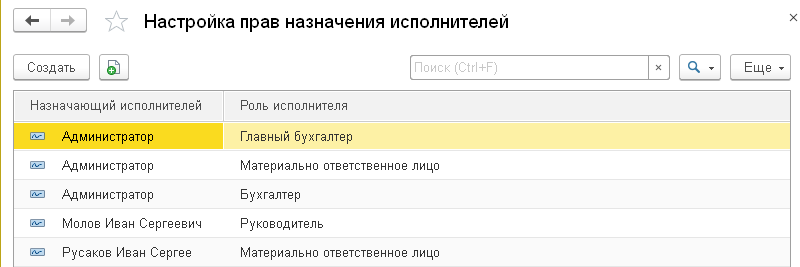 Настройка прав назначения исполнителей
Создать Поиск (Ctrl+F) Еще
Назначающий исполнителей Роль исполнителя
Администратор Главный бухгалтер
Администратор Материально ответственное лицо
Администратор Бухгалтер
Молов Иван Сергеевич Руководитель
Русаков Иван Сергее Материально ответственное лицо